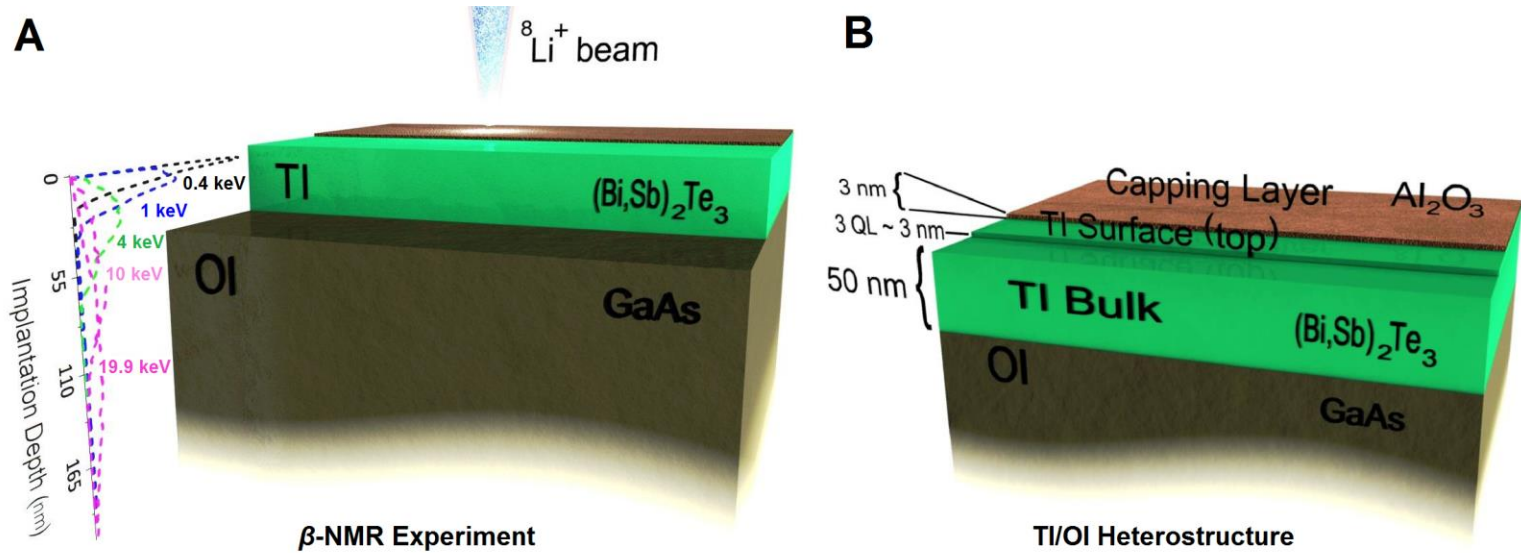 A
⁸Li⁺ beam
TI
(Bi,Sb)₂Te₃
OI
GaAs
0
55
110
165
Implantation Depth (nm)
0.4 keV
1 keV
4 keV
10 keV
19.9 keV
β-NMR Experiment
B
3 nm
Capping Layer Al₂O₃
3 QL ~ 3 nm
TI Surface (top)
50 nm
TI Bulk
(Bi,Sb)₂Te₃
OI
GaAs
TI/OI Heterostructure